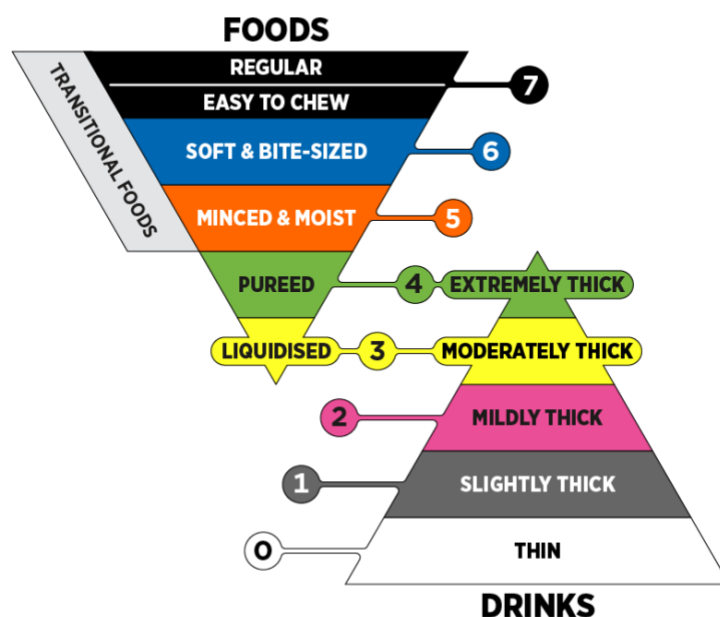 FOODS
REGULAR
EASY TO CHEW
7
TRANSITIONAL FOODS
SOFT & BITE-SIZED
6
MINCED & MOIST
5
PUREED
4
EXTREMELY THICK
LIQUIDISED
3
MODERATELY THICK
2
MILDLY THICK
1
SLIGHTLY THICK
0
THIN
DRINKS